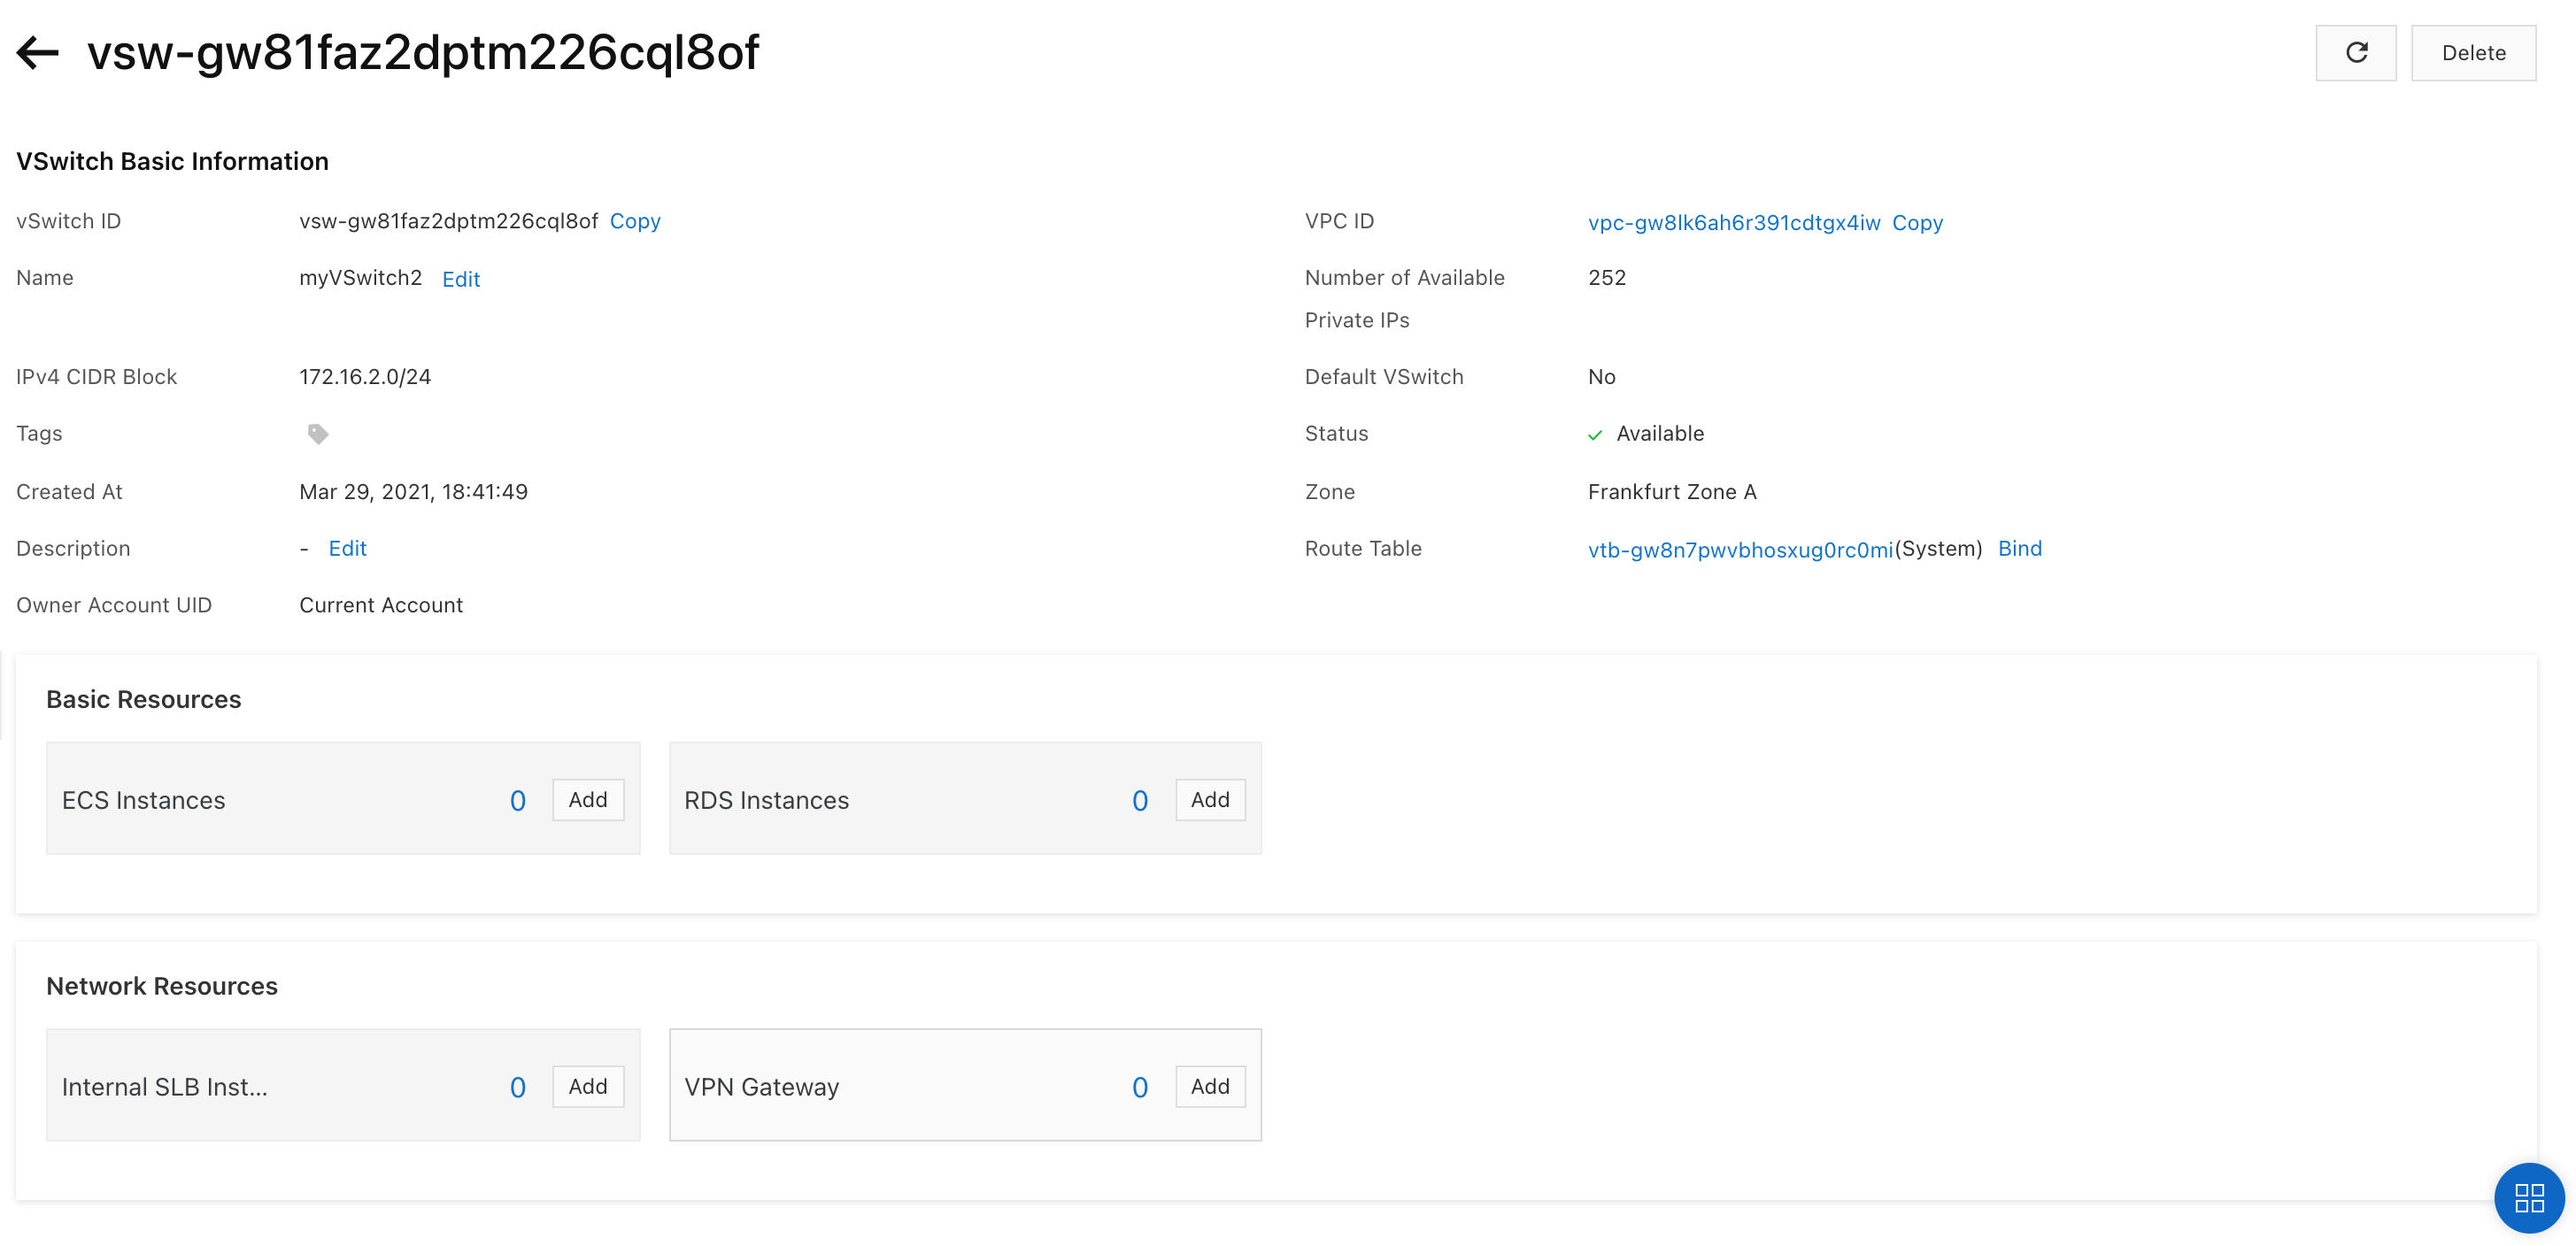 vsw-gw81faz2dptm226cql8of
Delete
VSwitch Basic Information
vSwitch ID vsw-gw81faz2dptm226cql8of Copy
VPC ID vpc-gw8lk6ah6r391cdtgx4iw Copy
Name myVSwitch2 Edit
Number of Available Private IPs 252
IPv4 CIDR Block 172.16.2.0/24
Default VSwitch No
Tags
Status Available
Created At Mar 29, 2021, 18:41:49
Zone Frankfurt Zone A
Description - Edit
Route Table vtb-gw8n7pwvbhosxug0rc0mi(System) Bind
Owner Account UID Current Account
Basic Resources
ECS Instances 0 Add
RDS Instances 0 Add
Network Resources
Internal SLB Inst... 0 Add
VPN Gateway 0 Add